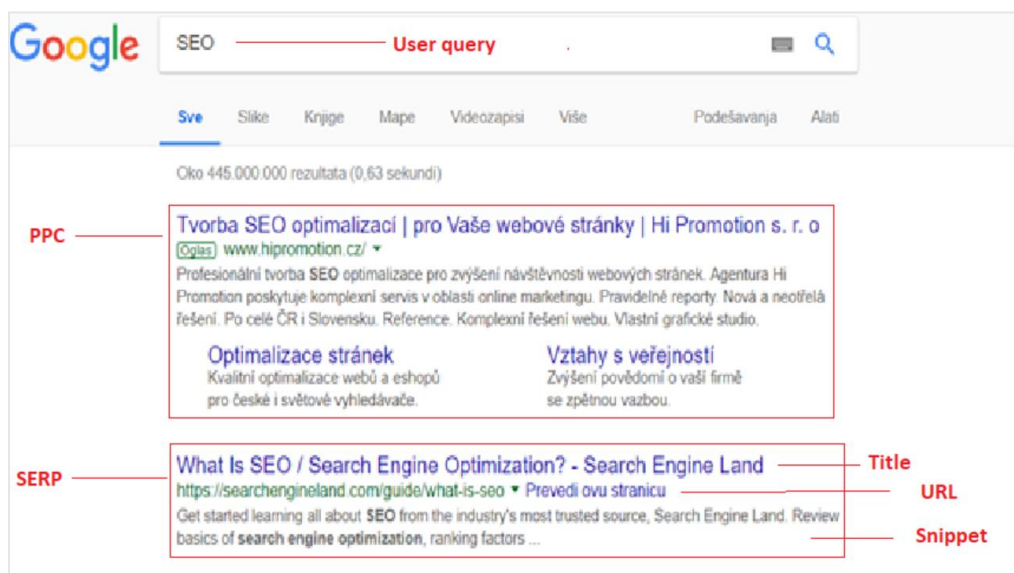 Google SEO User query
Sve Slike Knjige Mape Videozapisi Više Podešavanja Alati
Oko 445.000.000 rezultata (0,63 sekundi)
Tvorba SEO optimalizací | pro Vaše webové stránky | Hi Promotion s. r. o
PPC
Oglas www.hipromotion.cz/
Profesionální tvorba SEO optimalizace pro zvýšení návštěvnosti webových stránek. Agentura Hi
Promotion poskytuje komplexní servis v oblasti online marketingu. Pravidelné reporty. Nová a neotřelá
řešení. Po celé ČR i Slovensku. Reference. Komplexní řešení webu. Vlastní grafické studio.
Optimalizace stránek
Kvalitní optimalizace webů a eshopů
pro české i světové vyhledávače.
Vztahy s veřejností
Zvýšení povědomí o vaší firmě
se zpětnou vazbou.
SERP
What Is SEO / Search Engine Optimization? - Search Engine Land
Title
https://searchengineland.com/guide/what-is-seo Prevedi ovu stranicu
URL
Get started learning all about SEO from the industry's most trusted source, Search Engine Land. Review
basics of search engine optimization, ranking factors ...
Snippet